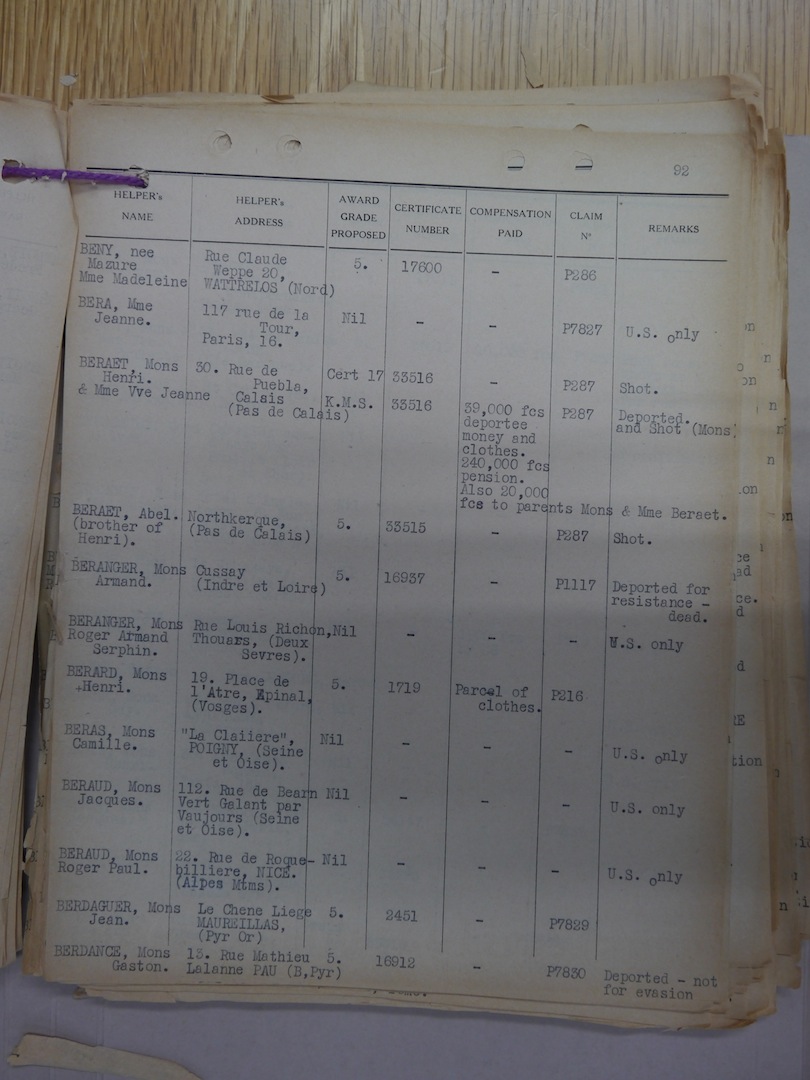 92
HELPER's NAME HELPER's ADDRESS AWARD GRADE PROPOSED CERTIFICATE NUMBER COMPENSATION PAID CLAIM Nº REMARKS
BENY, nee Rue Claude 5. 17600 - P286
Mazure Weppe 20,
Mme Madeleine WATTRELOS (Nord)
BERA, Mme 117 rue de la Nil - - P7827 U.S. only
Jeanne. Tour,
Paris, 16.
BERAET, Mons 30. Rue de Cert 17 33516 - P287 Shot.
Henri. Puebla,
& Mme Vve Jeanne Calais K.M.S. 33516 39,000 fcs P287 Deported.
(Pas de Calais) deportee and Shot (Mons)
money and
clothes.
240,000 fcs
pension.
Also 20,000
fcs to parents Mons & Mme Beraet.
BERAET, Abel. Northkerque, 5. 33515 - P287 Shot.
(brother of (Pas de Calais)
Henri).
BERANGER, Mons Cussay 5. 16937 - P1117 Deported for
Armand. (Indre et Loire) resistance -
dead.
BERANGER, Mons Rue Louis Richon, Nil - - - U.S. only
Roger Armand Thouars, (Deux
Serphin. Sevres).
BERARD, Mons 19. Place de 5. 1719 Parcel of P216
+Henri. l'Atre, Epinal, clothes.
(Vosges).
BERAS, Mons "La Claiiere", Nil - - - U.S. only
Camille. POIGNY, (Seine
et Oise).
BERAUD, Mons 112. Rue de Bearn Nil - - - U.S. only
Jacques. Vert Galant par
Vaujours (Seine
et Oise).
BERAUD, Mons 22. Rue de Roque- Nil - - - U.S. only
Roger Paul. billiere, NICE.
(Alpes Mtms).
BERDAGUER, Mons Le Chene Liege 5. 2451 - P7829
Jean. MAUREILLAS,
(Pyr Or)
BERDANCE, Mons 13. Rue Mathieu 5. 16912 - P7830 Deported - not
Gaston. Lalanne PAU (B,Pyr) for evasion